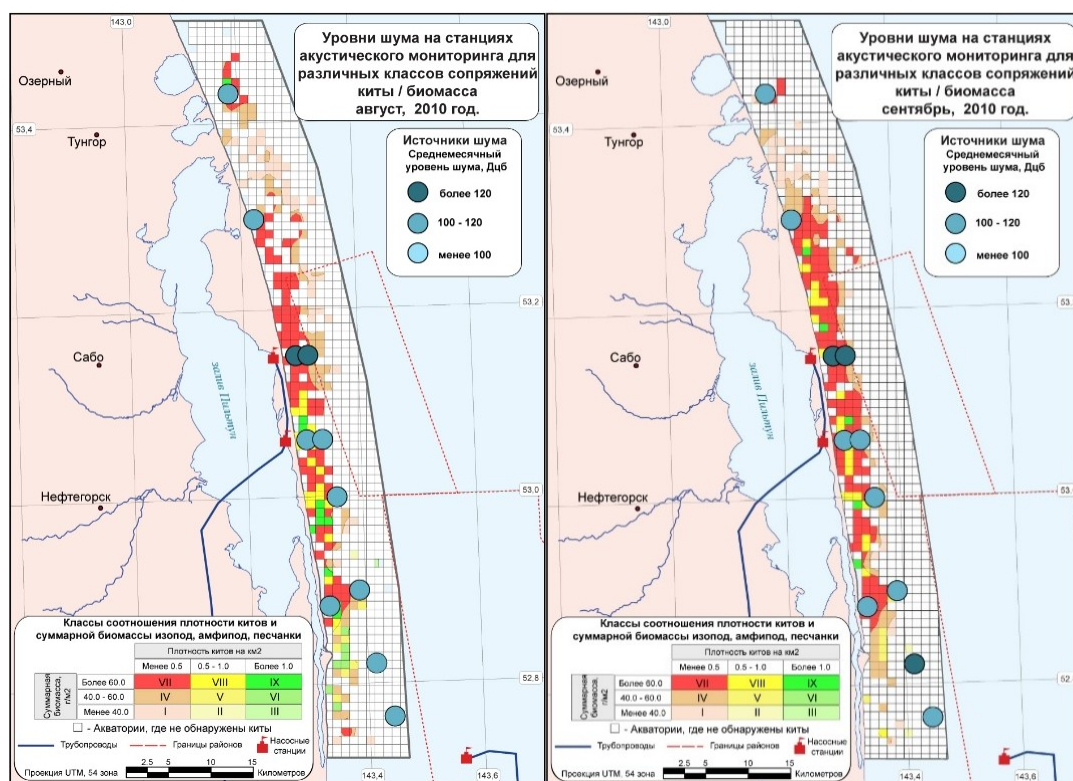 143,0
Уровни шума на станциях
акустического мониторинга для
различных классов сопряжений
киты / биомасса
август, 2010 год.
Озерный
53,4
Тунгор
Источники шума
Среднемесячный
уровень шума, Дцб
более 120
100 - 120
менее 100
53,2
Сабо
залив Пильтун
Нефтегорск
53,0
Классы соотношения плотности китов и
суммарной биомассы изопод, амфипод, песчанки
Плотность китов на км2
Менее 0.5 0.5 - 1.0 Более 1.0
Суммарная
биомасса,
г/м2
Более 60.0 VII VIII IX
40.0 - 60.0 IV V VI
Менее 40.0 I II III
- Акватории, где не обнаружены киты
Трубопроводы Границы районов Насосные
станции
2.5 5 10 15
Проекция UTM, 54 зона Километров
52,8
143,4
143,6
143,0
Уровни шума на станциях
акустического мониторинга для
различных классов сопряжений
киты / биомасса
сентябрь, 2010 год.
Озерный
53,4
Тунгор
Источники шума
Среднемесячный
уровень шума, Дцб
более 120
100 - 120
менее 100
53,
Сабо
залив Пильтун
Нефтегорск
53,0
Классы соотношения плотности китов и
суммарной биомассы изопод, амфипод, песчанки
Плотность китов на км2
Менее 0.5 0.5 - 1.0 Более 1.0
Суммарная
биомасса,
г/м2
Более 60.0 VII VIII IX
40.0 - 60.0 IV V VI
Менее 40.0 I II III
- Акватории, где не обнаружены киты
Трубопроводы Границы районов Насосные
станции
2.5 5 10 15
Проекция UTM, 54 зона Километров
52,
143,4
143,6